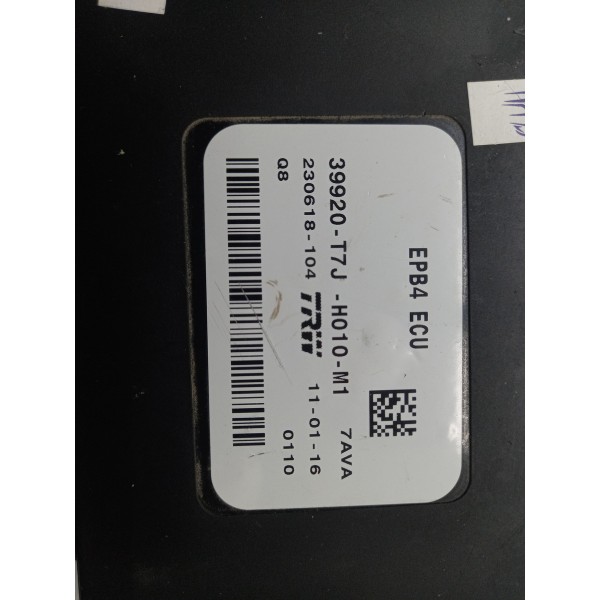 EPB4 ECU
39920-T7J -H010-M1 7AVA
230618-104 TRW 11-01-16
Q8 0110